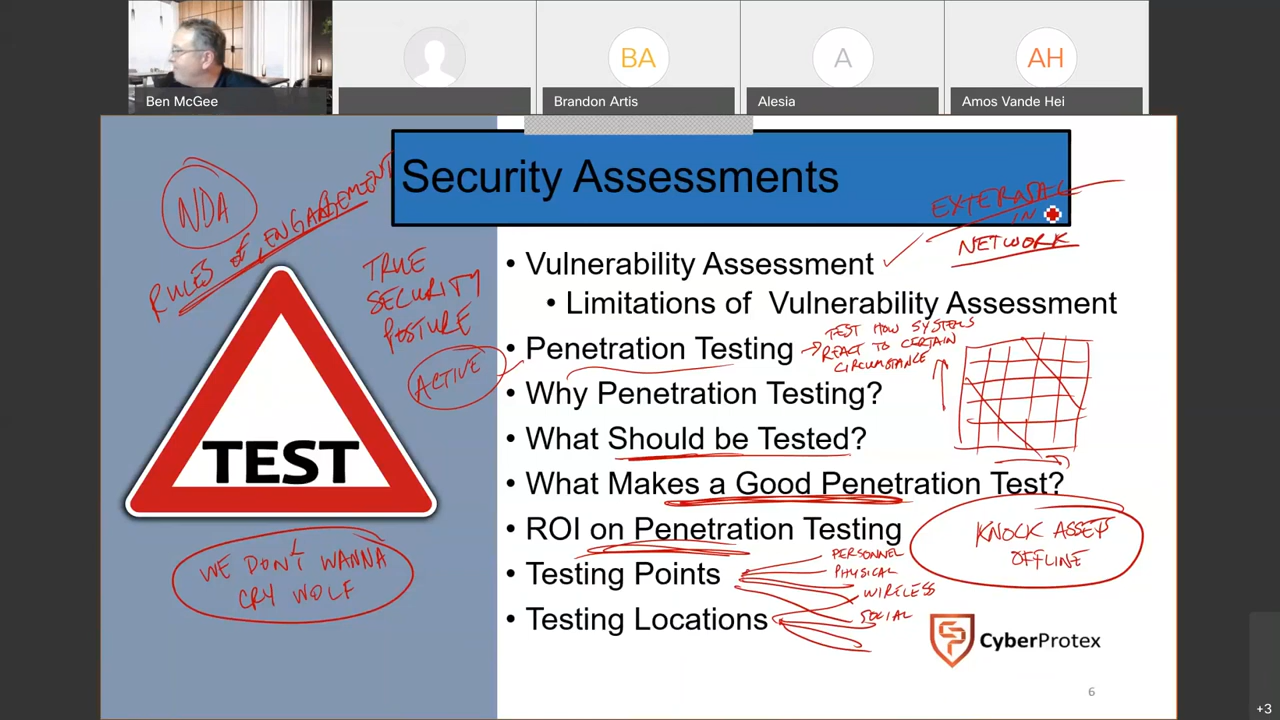 BA
A
AH
Ben McGee
Brandon Artis
Alesia
Amos Vande Hei
Security Assessments
NDA
RULES of ENGAGEMENT
EXTERNAL
IN
NETWORK
TRUE
SECURITY
POSTURE
ACTIVE
• Vulnerability Assessment
• Limitations of Vulnerability Assessment
• Penetration Testing
TEST HOW SYSTEMS
REACT TO CERTAIN
CIRCUMSTANCE
• Why Penetration Testing?
• What Should be Tested?
• What Makes a Good Penetration Test?
• ROI on Penetration Testing
• Testing Points
• Testing Locations
TEST
WE DON'T WANNA
CRY WOLF
KNOCK ASSETS
OFFLINE
PERSONNEL
PHYSICAL
WIRELESS
SOCIAL
CyberProtex
6
+3